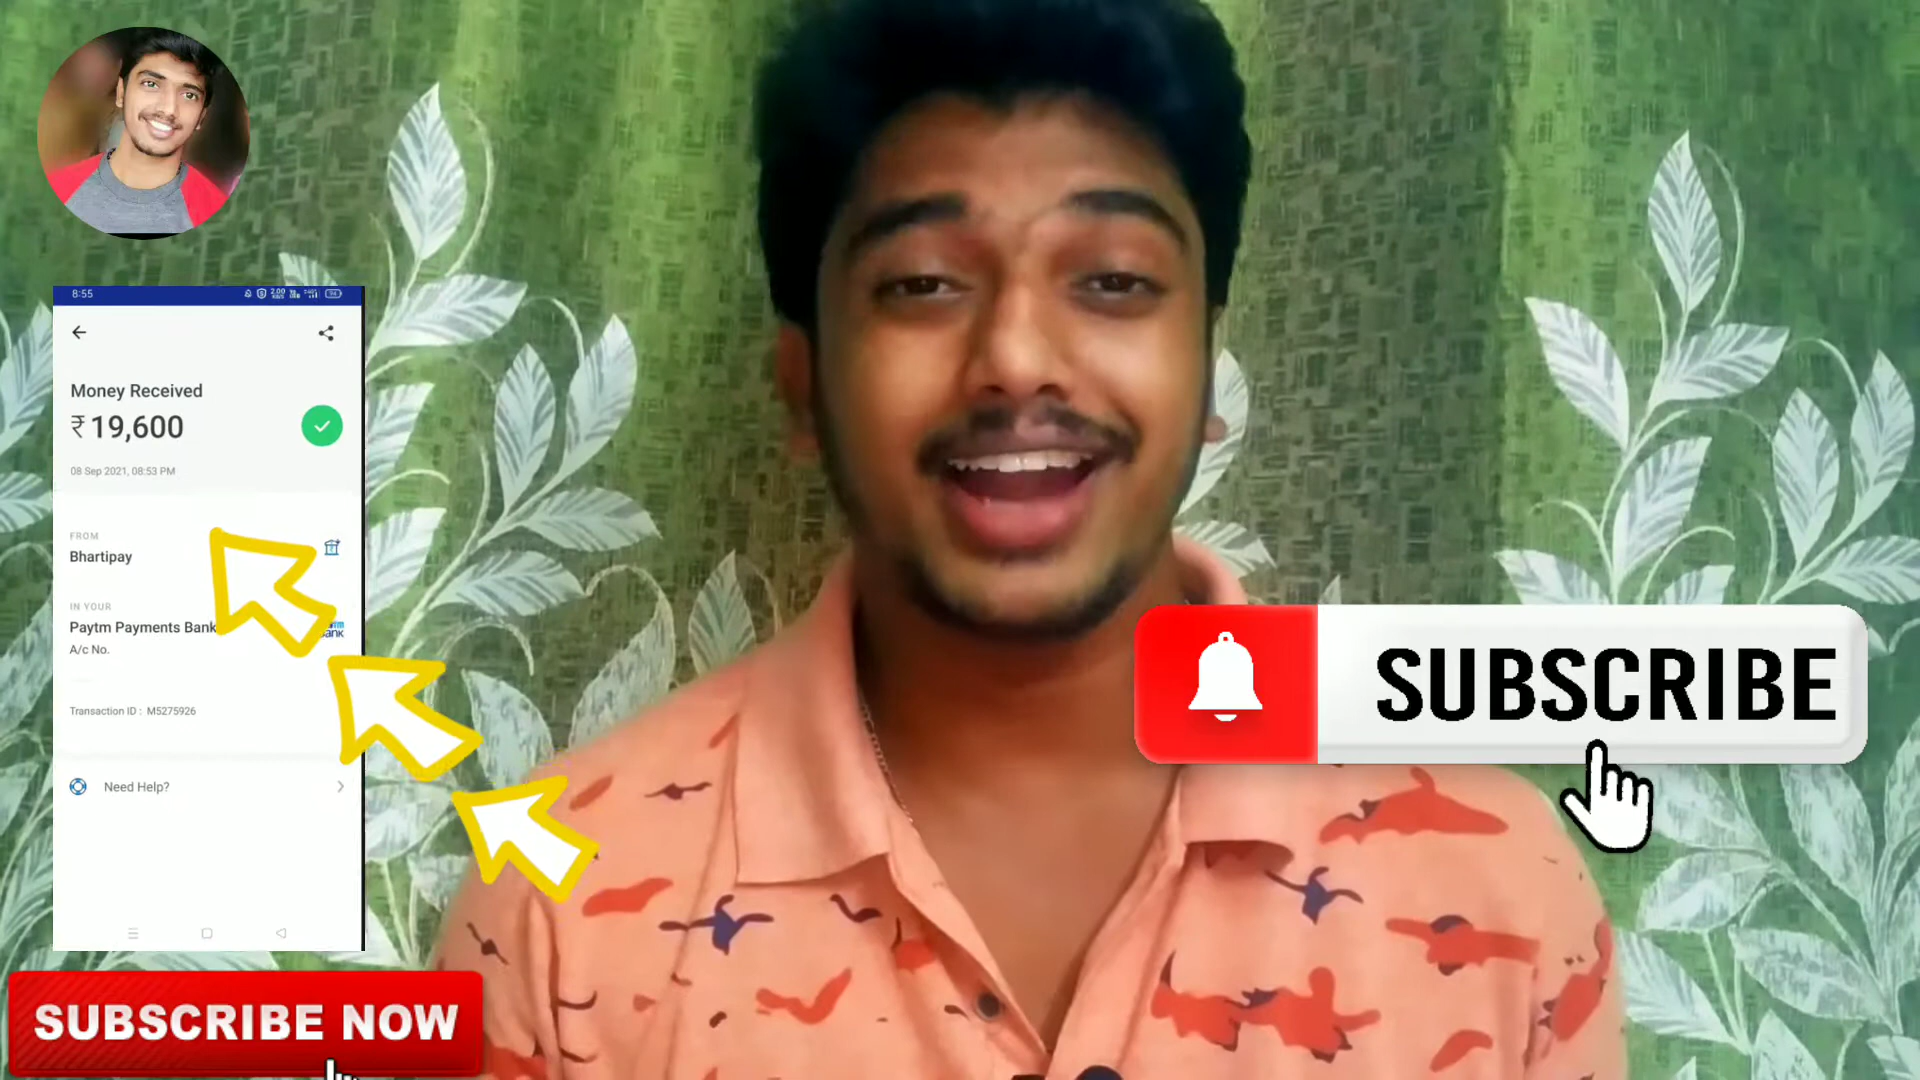 8:55
Money Received
₹19,600
08 Sep 2021, 08:53 PM
FROM
Bhartipay
IN YOUR
Paytm Payments Bank
A/c No.
Transaction ID : M5275926
Need Help?
SUBSCRIBE
SUBSCRIBE NOW